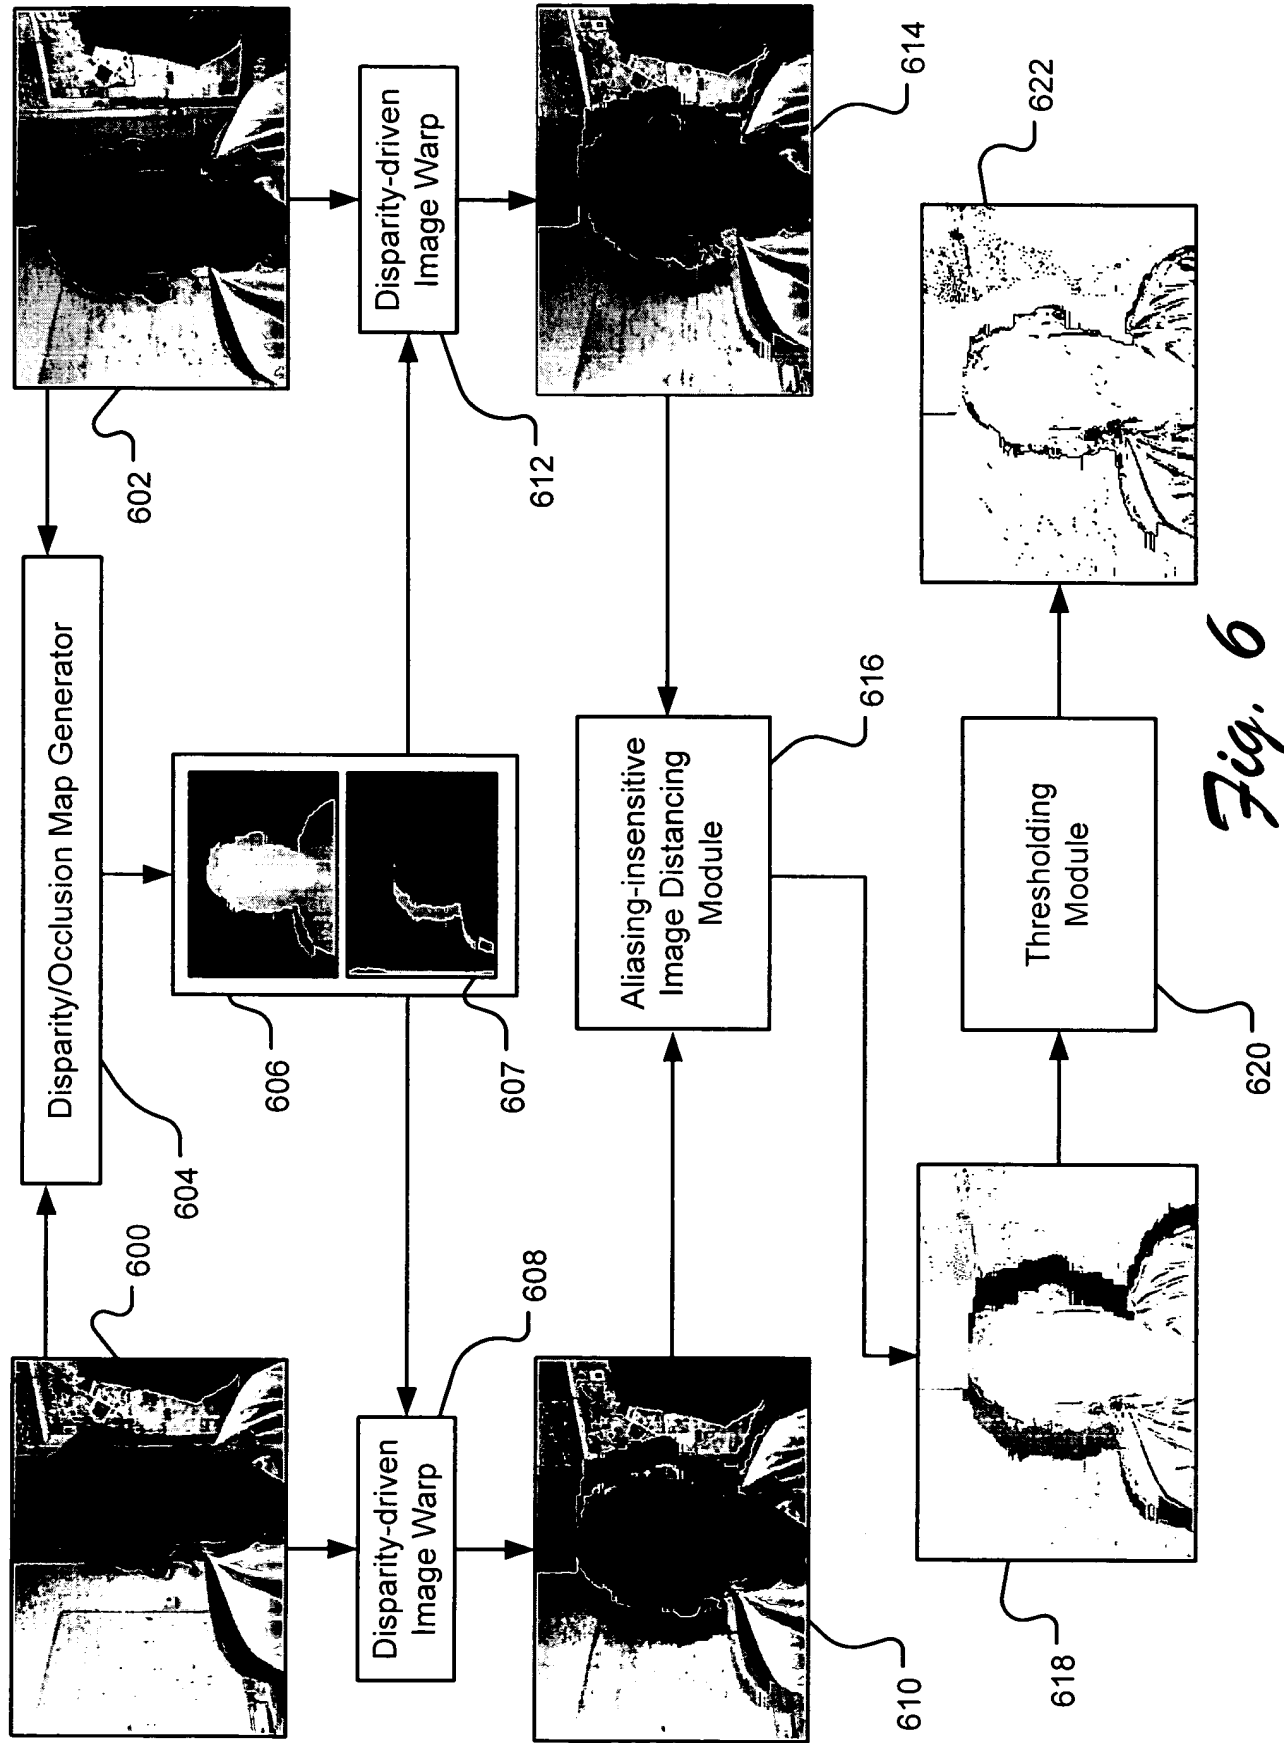 600
Disparity/Occlusion Map Generator
604
602
606
607
Disparity-driven
Image Warp
608
Disparity-driven
Image Warp
612
610
Aliasing-insensitive
Image Distancing
Module
616
614
618
Thresholding
Module
620
622
Fig. 6